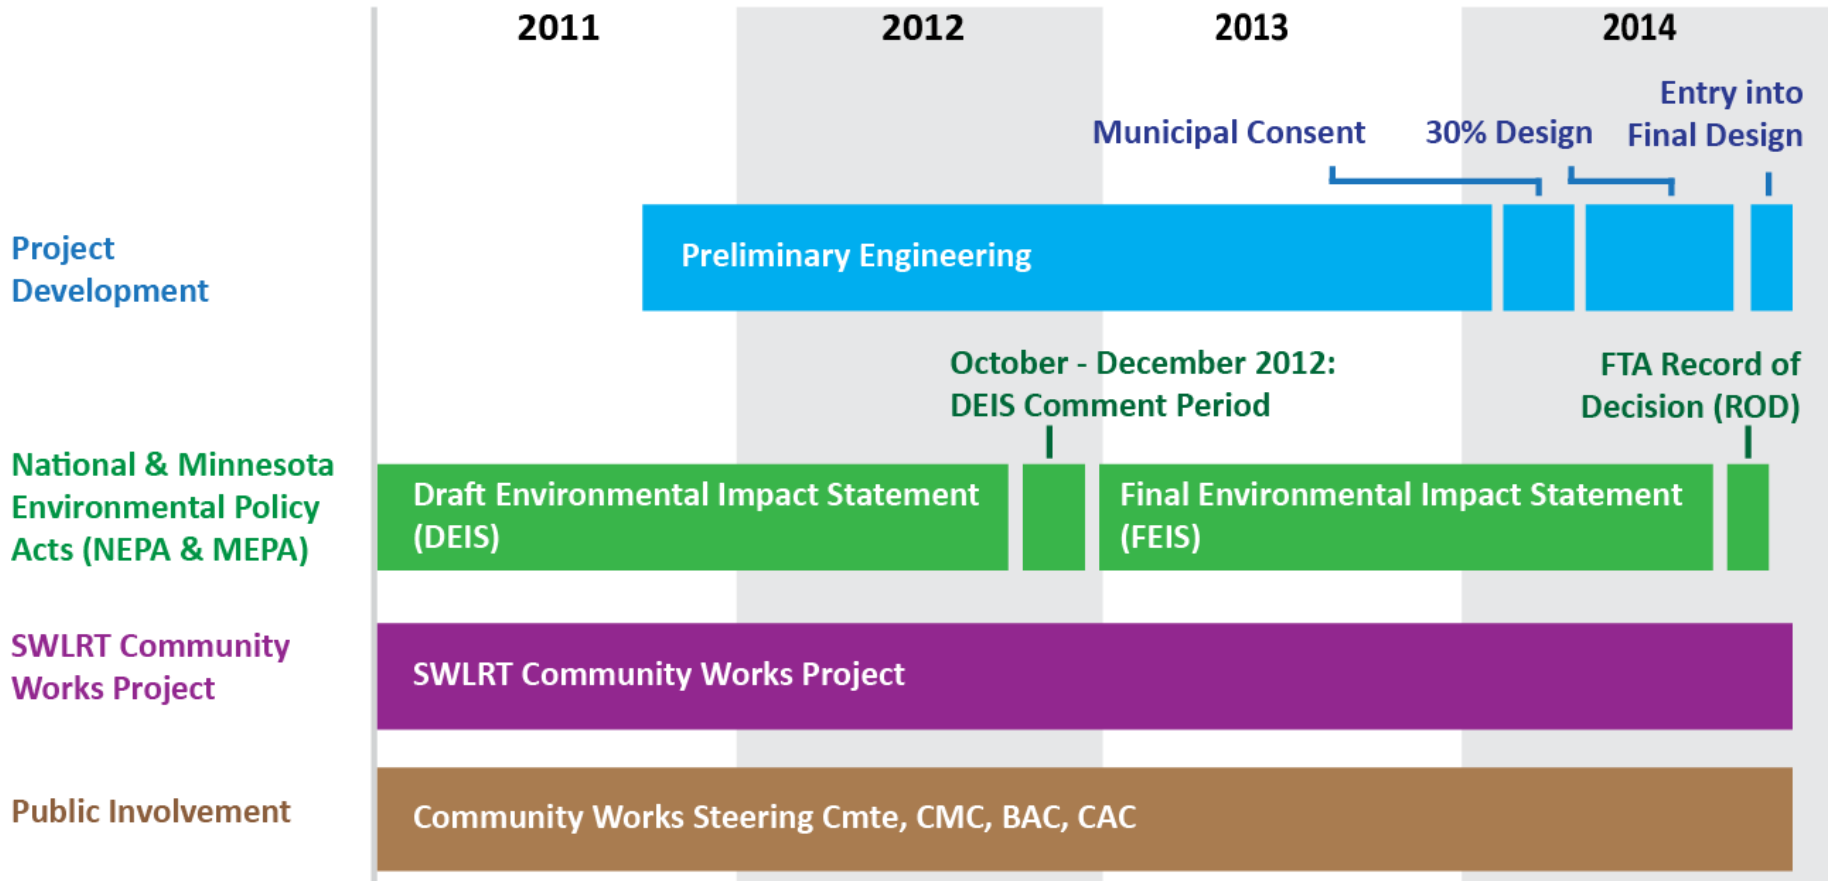 2011 2012 2013 2014
Entry into
Municipal Consent 30% Design Final Design
Project
Development
Preliminary Engineering
October - December 2012:
DEIS Comment Period
FTA Record of
Decision (ROD)
National & Minnesota
Environmental Policy
Acts (NEPA & MEPA)
Draft Environmental Impact Statement
(DEIS)
Final Environmental Impact Statement
(FEIS)
SWLRT Community
Works Project
SWLRT Community Works Project
Public Involvement
Community Works Steering Cmte, CMC, BAC, CAC